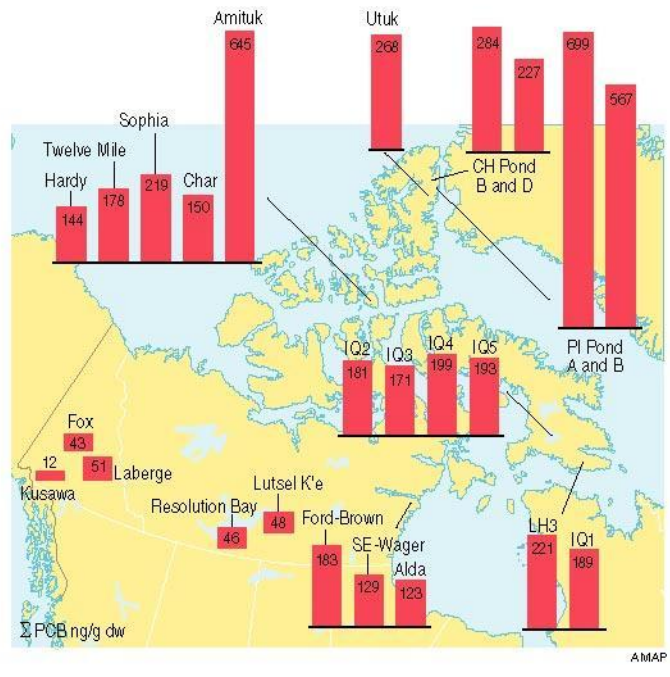 Amituk
645
Utuk
268
284
227
699
567
CH Pond
B and D
Sophia
Twelve Mile
Hardy
Char
144
178
219
150
PI Pond
A and B
IQ2
IQ3
IQ4
IQ5
181
171
199
193
Fox
43
12
51
Laberge
Kusawa
Lutsel K'e
48
Resolution Bay
46
Ford-Brown
183
SE-Wager
129
Alda
123
LH3
221
IQ1
189
ΣPCB ng/g dw
AMAP